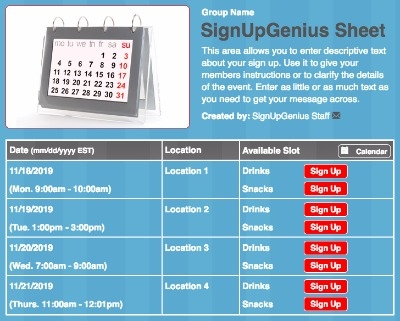 mo tu we th fr sa su
1 2 3
4 5 6 7 8 9 10
11 12 13 14 15 16 17
18 19 20 21 22 23 24
25 26 27 28 29 30 31
Group Name
SignUpGenius Sheet
This area allows you to enter descriptive text
about your sign up. Use it to give your
members instructions or to clarify the details
of the event. Enter as little or as much text as
you need to get your message across.
Created by: SignUpGenius Staff
Date (mm/dd/yyyy EST) Location Available Slot Calendar
11/18/2019 Location 1 Drinks Sign Up
(Mon. 9:00am - 10:00am) Snacks Sign Up
11/19/2019 Location 2 Drinks Sign Up
(Tue. 1:00pm - 3:00pm) Snacks Sign Up
11/20/2019 Location 3 Drinks Sign Up
(Wed. 7:00am - 9:00am) Snacks Sign Up
11/21/2019 Location 4 Drinks Sign Up
(Thurs. 11:00am - 12:01pm) Snacks Sign Up